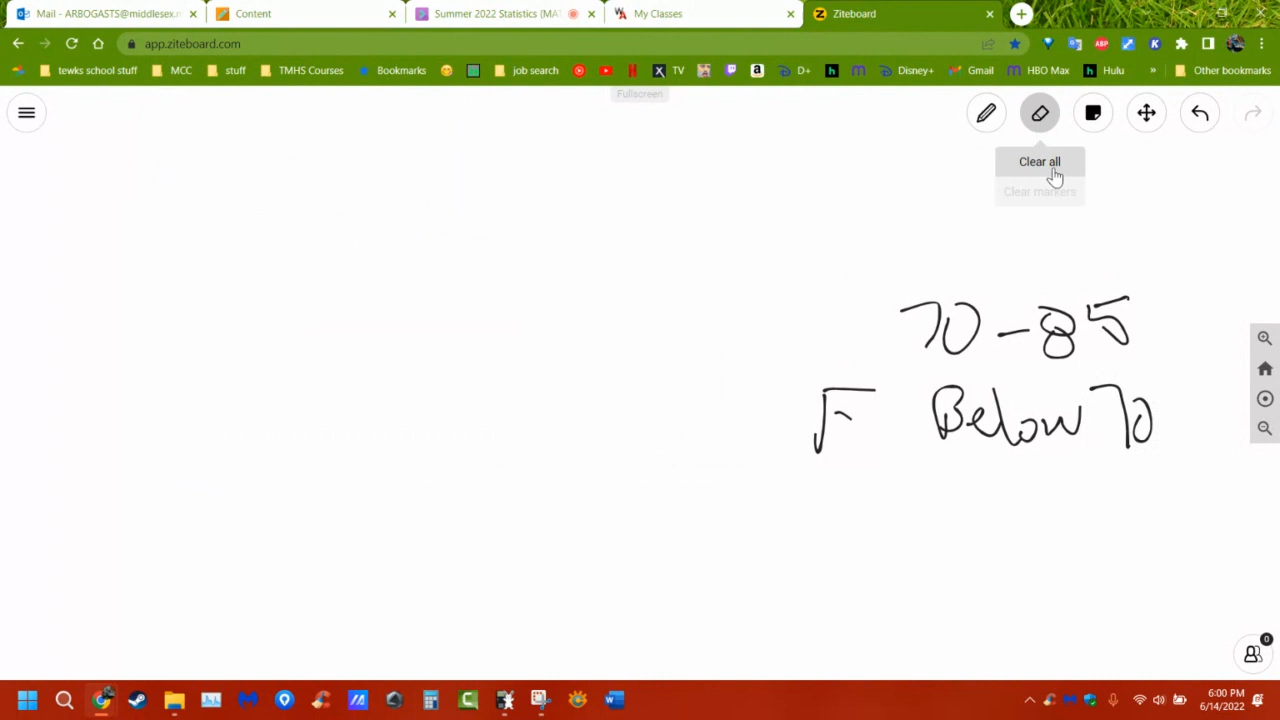 Mail - ARBOGASTS@middlesex.m
Content
Summer 2022 Statistics (MA
My Classes
Ziteboard
app.ziteboard.com
tewks school stuff
MCC
stuff
TMHS Courses
Bookmarks
job search
TV
D+
Disney+
Gmail
HBO Max
Hulu
Other bookmarks
Fullscreen
Clear all
Clear markers
70-85
F Below 70
0
6:00 PM
6/14/2022